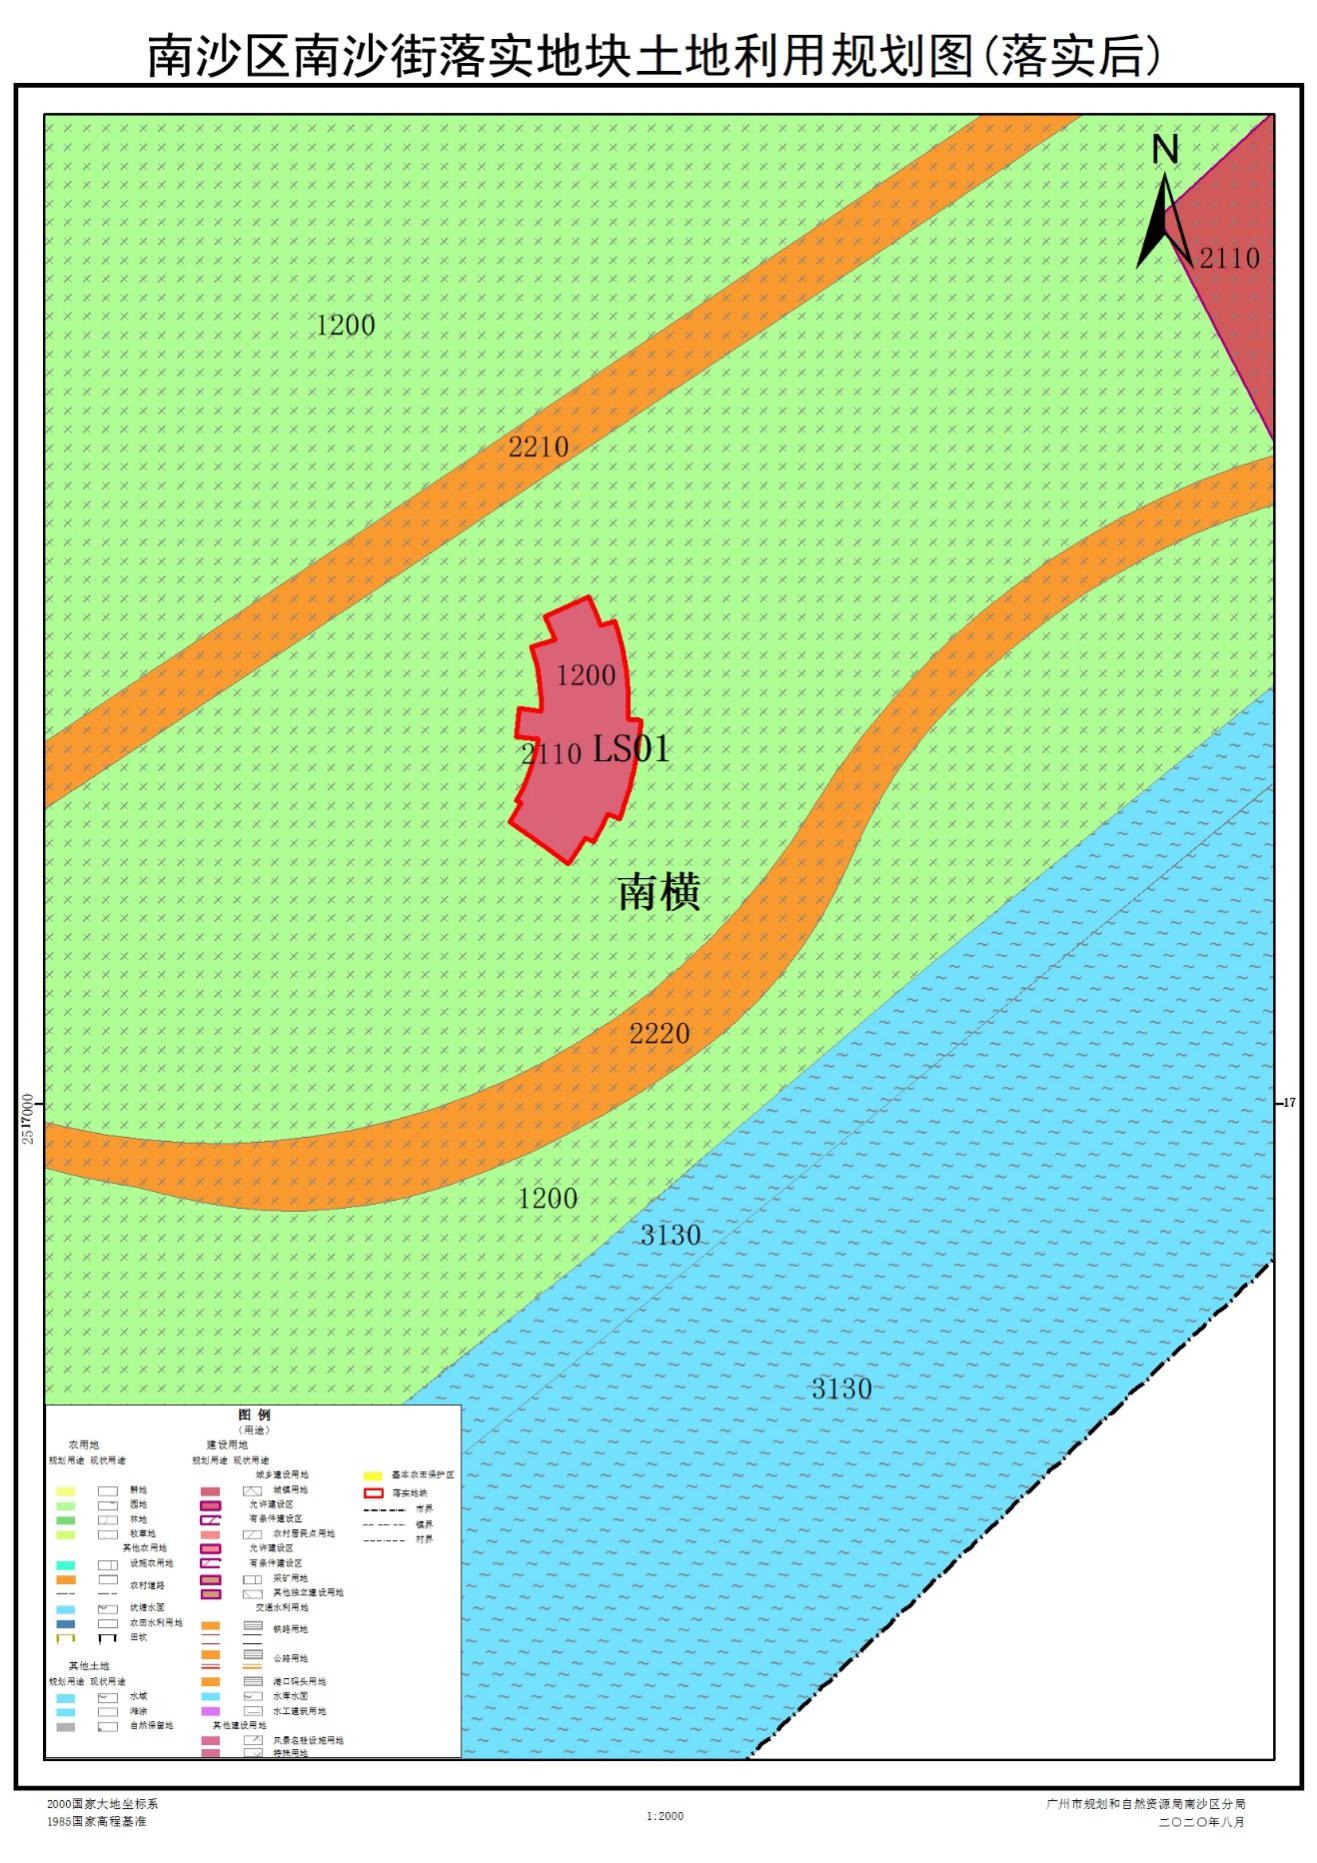 南沙区南沙街落实地块土地利用规划图(落实后)
N
2110
1200
2210
1200
2110 LS01
南横
2220
2517000
17
1200
3130
3130
图 例
（用途）
农用地
规划用途 现状用途
耕地
园地
林地
牧草地
其他农用地
设施农用地
农村道路
坑塘水面
农田水利用地
田坎
其他土地
规划用途 现状用途
水域
滩涂
自然保留地
建设用地
规划用途 现状用途
城乡建设用地
城镇用地
允许建设区
有条件建设区
农村居民点用地
允许建设区
有条件建设区
采矿用地
其他独立建设用地
交通水利用地
铁路用地
公路用地
港口码头用地
水库水面
水工建筑用地
其他建设用地
风景名胜设施用地
特殊用地
基本农田保护区
落实地块
市界
镇界
村界
2000国家大地坐标系
1985国家高程基准
1:2000
广州市规划和自然资源局南沙区分局
二〇二〇年八月